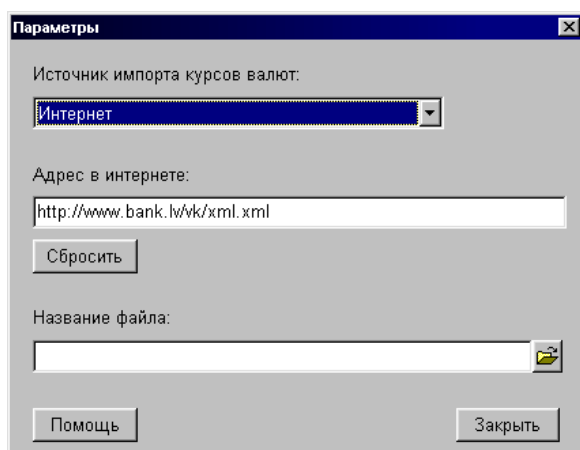 Параметры
Источник импорта курсов валют:
Интернет
Адрес в интернете:
http://www.bank.lv/vk/xml.xml
Сбросить
Название файла:
Помощь
Закрыть